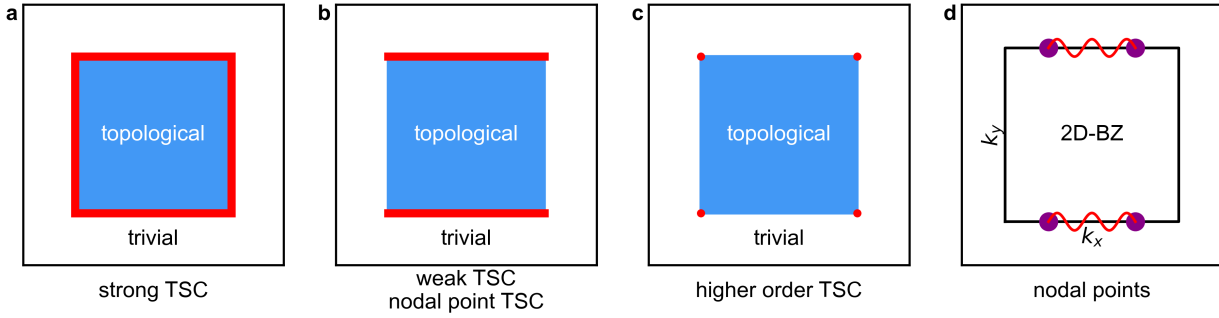 a
topological
trivial
strong TSC
b
topological
trivial
weak TSC
nodal point TSC
c
topological
trivial
higher order TSC
d
k_y
2D-BZ
k_x
nodal points